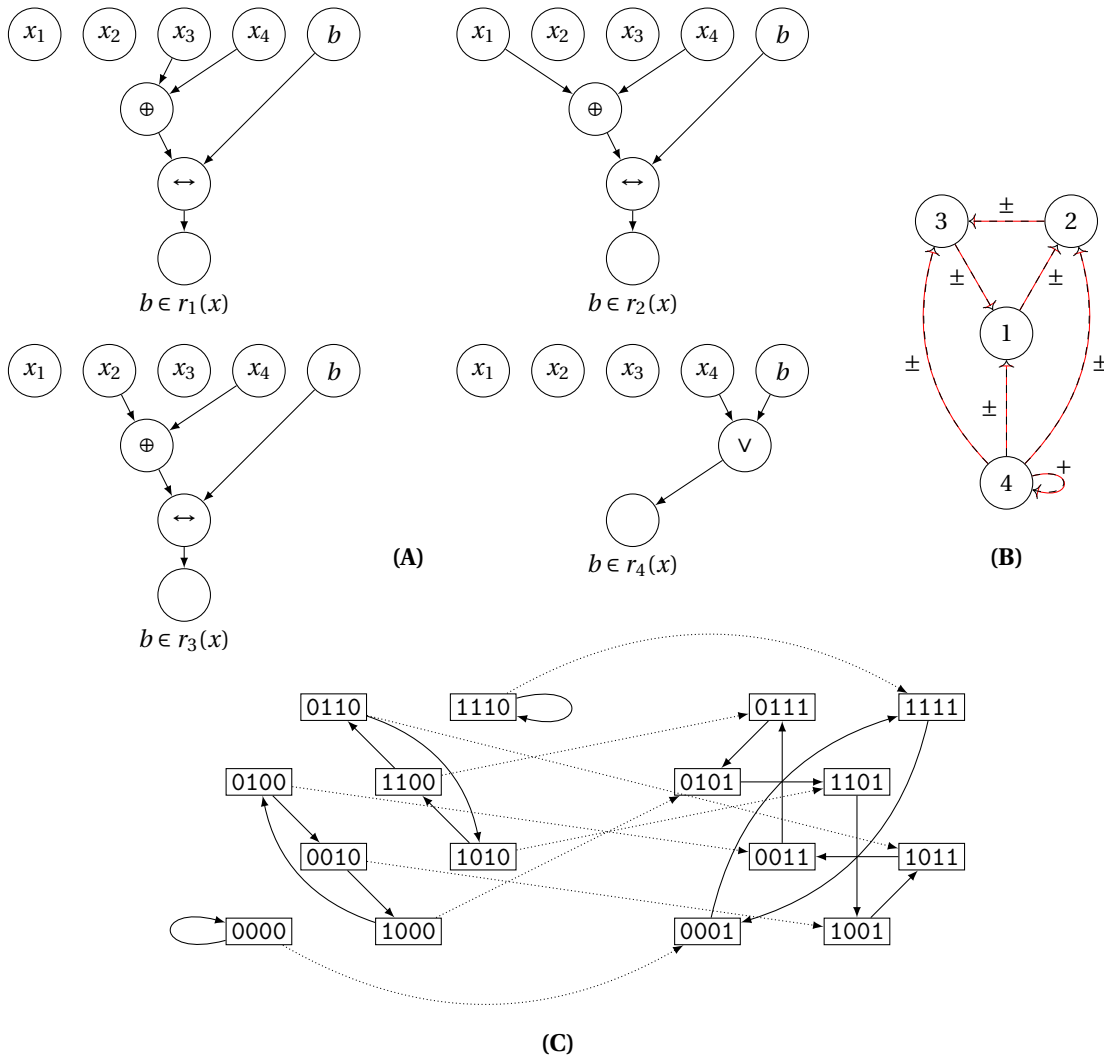 x1 x2 x3 x4 b
⊕
↔
b ∈ r1(x)
x1 x2 x3 x4 b
⊕
↔
b ∈ r2(x)
x1 x2 x3 x4 b
⊕
↔
b ∈ r3(x)
x1 x2 x3 x4 b
∨
b ∈ r4(x)
(A)
±
3 2
± ±
1
± ±
±
4 +
(B)
0110 1110 0111 1111
0100 1100 0101 1101
0010 1010 0011 1011
0000 1000 0001 1001
(C)